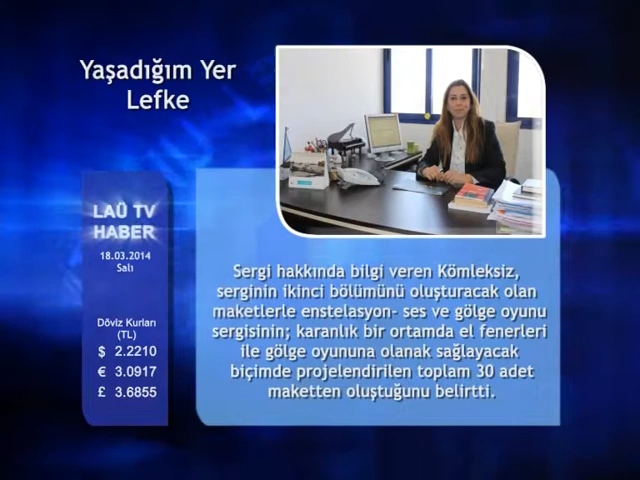 Yaşadığım Yer
Lefke
LAÜ TV
HABER
18.03.2014
Salı
Döviz Kurları
(TL)
$ 2.2210
€ 3.0917
£ 3.6855
Sergi hakkında bilgi veren Kömleksiz,
serginin ikinci bölümünü oluşturacak olan
maketlerle enstelasyon- ses ve gölge oyunu
sergisinin; karanlık bir ortamda el fenerleri
ile gölge oyununa olanak sağlayacak
biçimde projelendirilen toplam 30 adet
maketten oluştuğunu belirtti.